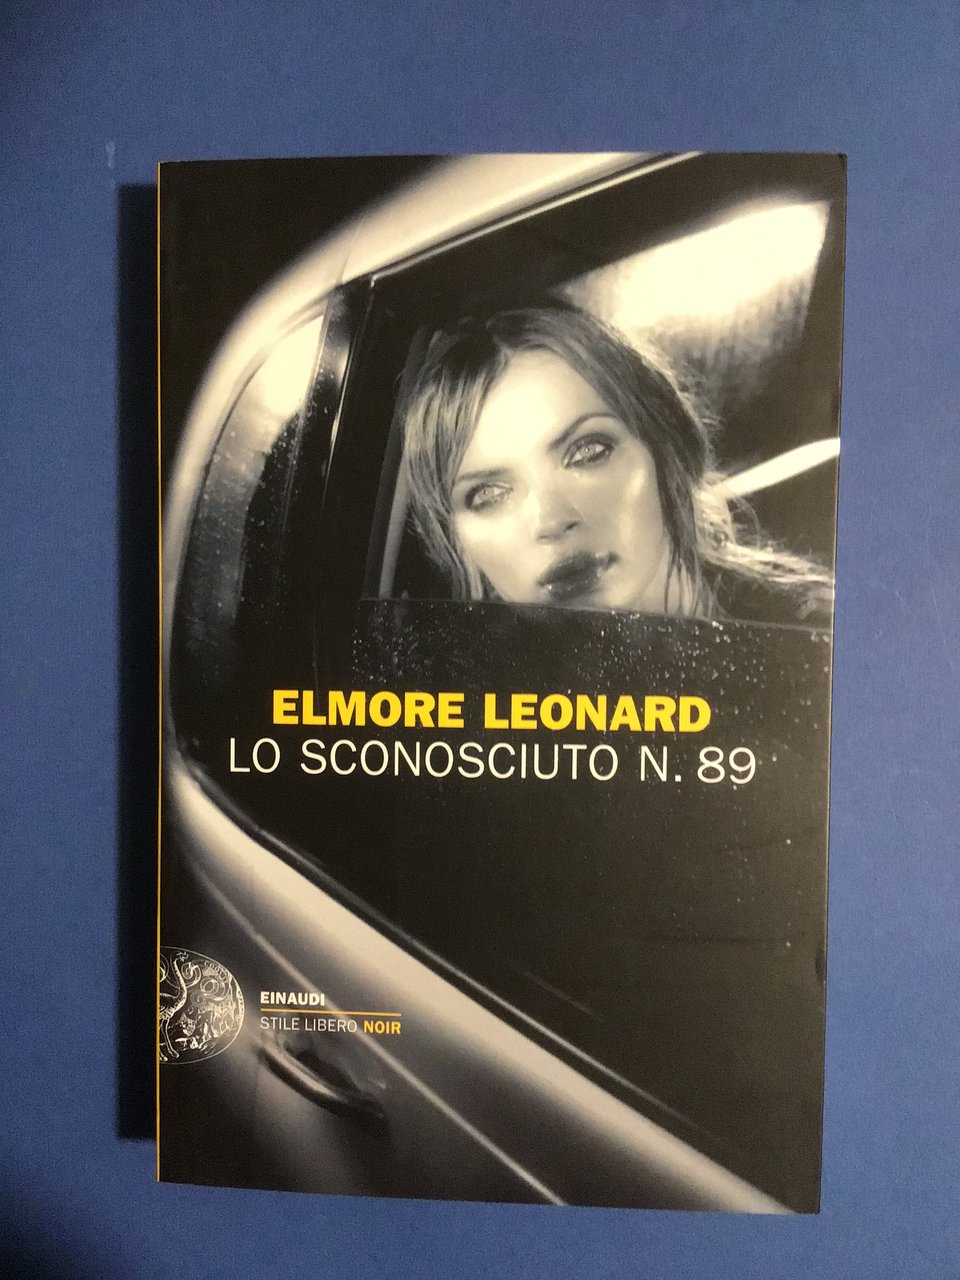 ELMORE LEONARD
LO SCONOSCIUTO N. 89
EINAUDI
STILE LIBERO NOIR